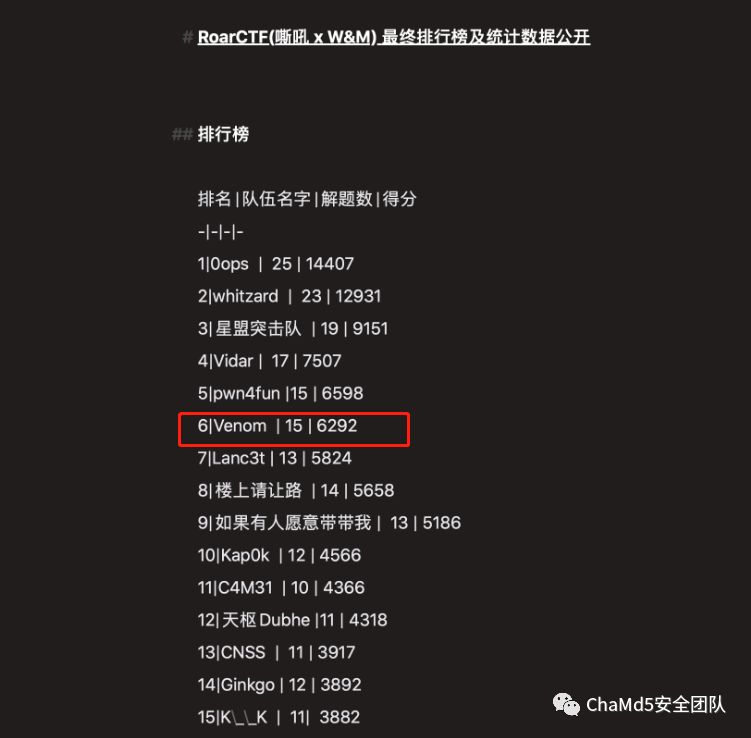 # RoarCTF(嘶吼 x W&M) 最终排行榜及统计数据公开
## 排行榜
排名|队伍名字|解题数|得分
-|-|-|-
1|0ops | 25 | 14407
2|whitzard | 23 | 12931
3|星盟突击队 | 19 | 9151
4|Vidar | 17 | 7507
5|pwn4fun |15 | 6598
6|Venom | 15 | 6292
7|Lanc3t | 13 | 5824
8|楼上请让路 | 14 | 5658
9|如果有人愿意带带我 | 13 | 5186
10|Kap0k | 12 | 4566
11|C4M31 | 10 | 4366
12|天枢Dubhe |11 | 4318
13|CNSS | 11 | 3917
14|Ginkgo | 12 | 3892
15|K\_\_K | 11| 3882
ChaMd5安全团队